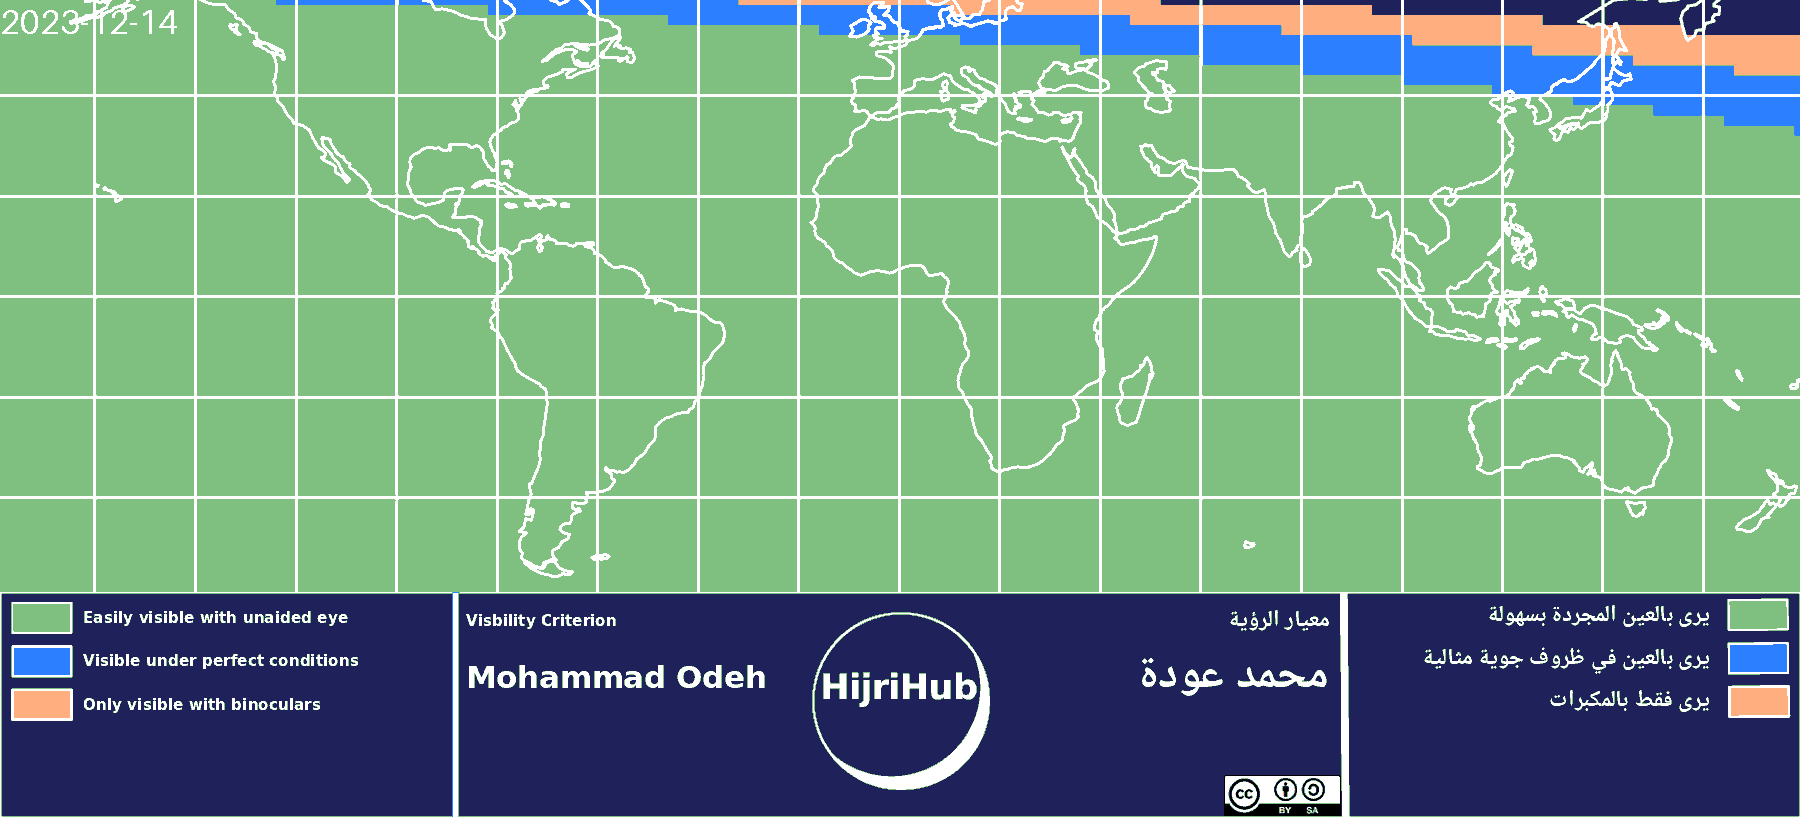 2023-12-14
Easily visible with unaided eye
Visible under perfect conditions
Only visible with binoculars
Visbility Criterion
Mohammad Odeh
HijriHub
معيار الرؤية
محمد عودة
CC BY SA
يرى بالعين المجردة بسهولة
يرى بالعين في ظروف جوية مثالية
يرى فقط بالمكبرات